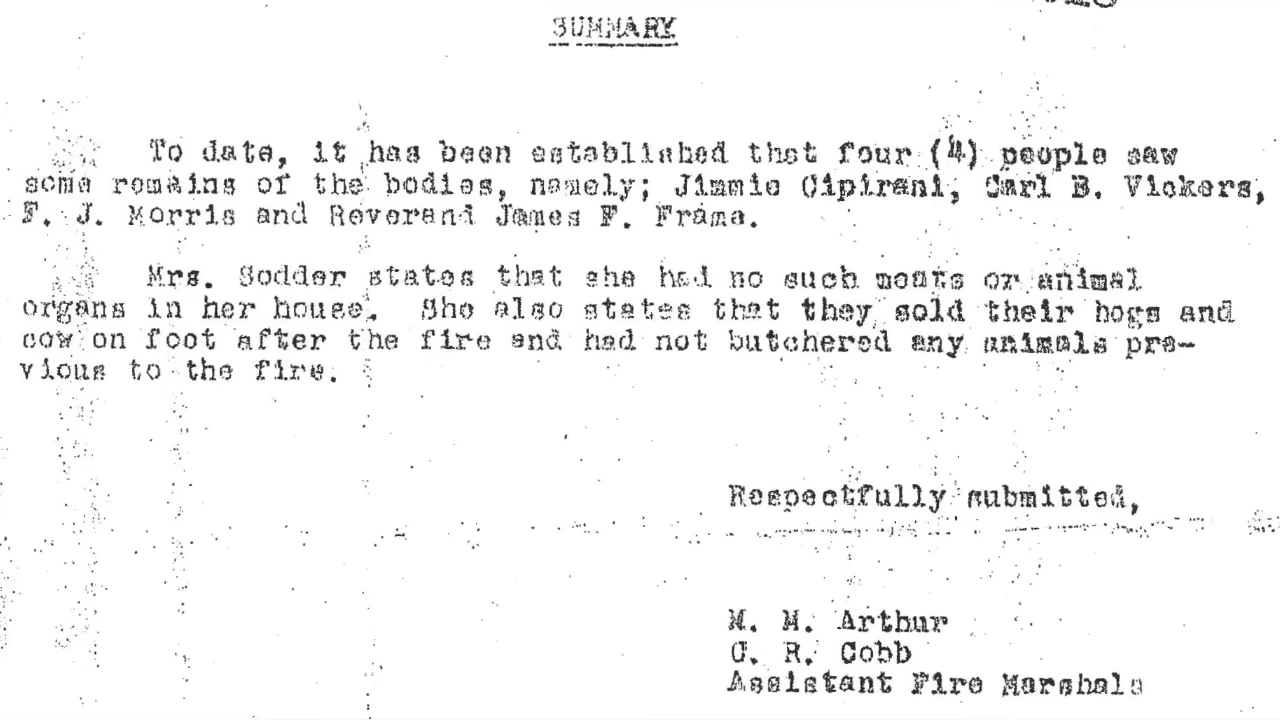 SUMMARY
To date, it has been established that four (4) people saw
some remains of the bodies, namely; Jimmie Cipirani, Carl B. Vickers,
F. J. Morris and Reverand James F. Frame.
Mrs. Sodder states that she had no such meats or animal
organs in her house. She also states that they sold their hogs and
cow on foot after the fire and had not butchered any animals pre-
vious to the fire.
Respectfully submitted,
M. M. Arthur
C. R. Cobb
Assistant Fire Marshals